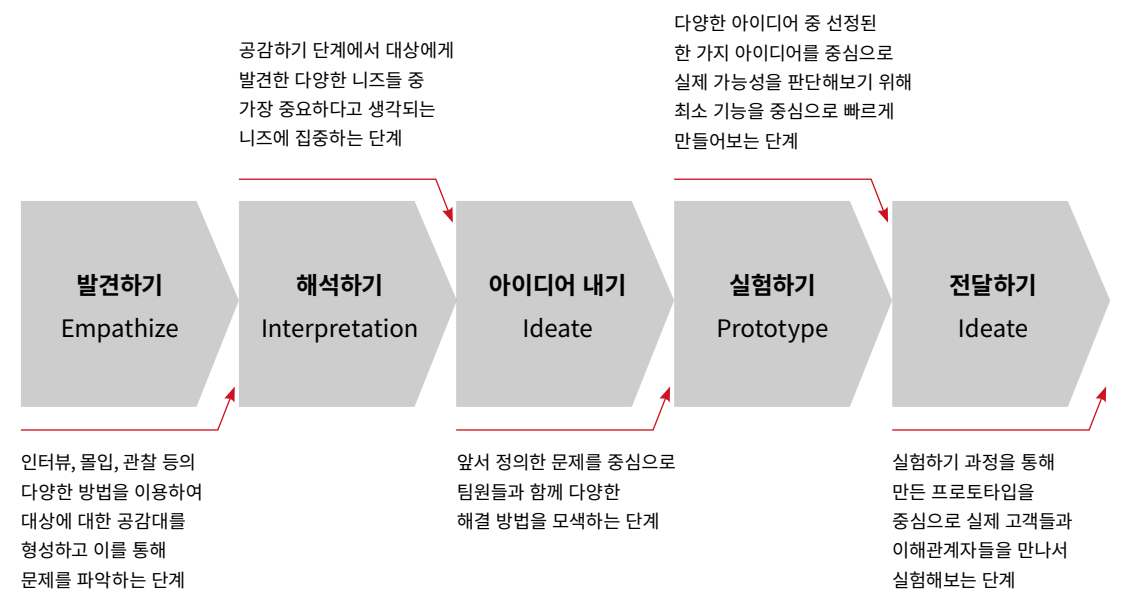 공감하기 단계에서 대상에게
발견한 다양한 니즈들 중
가장 중요하다고 생각되는
니즈에 집중하는 단계
다양한 아이디어 중 선정된
한 가지 아이디어를 중심으로
실제 가능성을 판단해보기 위해
최소 기능을 중심으로 빠르게
만들어보는 단계
발견하기
Empathize
해석하기
Interpretation
아이디어 내기
Ideate
실험하기
Prototype
전달하기
Ideate
인터뷰, 몰입, 관찰 등의
다양한 방법을 이용하여
대상에 대한 공감대를
형성하고 이를 통해
문제를 파악하는 단계
앞서 정의한 문제를 중심으로
팀원들과 함께 다양한
해결 방법을 모색하는 단계
실험하기 과정을 통해
만든 프로토타입을
중심으로 실제 고객들과
이해관계자들을 만나서
실험해보는 단계